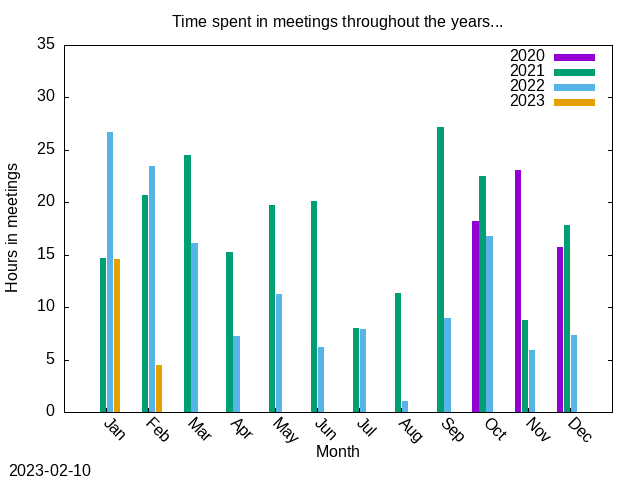 Time spent in meetings throughout the years...
35
30
25
20
15
10
5
0
Hours in meetings
2020
2021
2022
2023
Jan
Feb
Mar
Apr
May
Jun
Jul
Aug
Sep
Oct
Nov
Dec
Month
2023-02-10